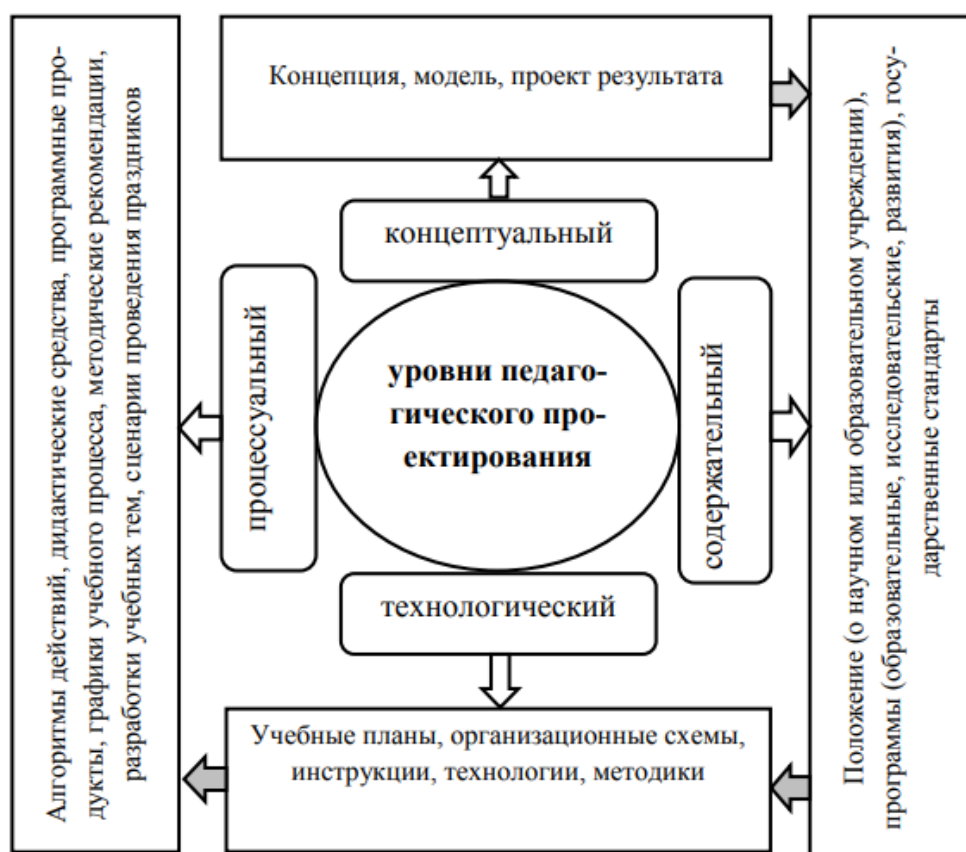 Концепция, модель, проект результата
концептуальный
Алгоритмы действий, дидактические средства, программные про-
дукты, графики учебного процесса, методические рекомендации,
разработки учебных тем, сценарии проведения праздников
процессуальный
уровни педаго-
гического про-
ектирования
содержательный
Положение (о научном или образовательном учреждении),
программы (образовательные, исследовательские, развития), госу-
дарственные стандарты
технологический
Учебные планы, организационные схемы,
инструкции, технологии, методики